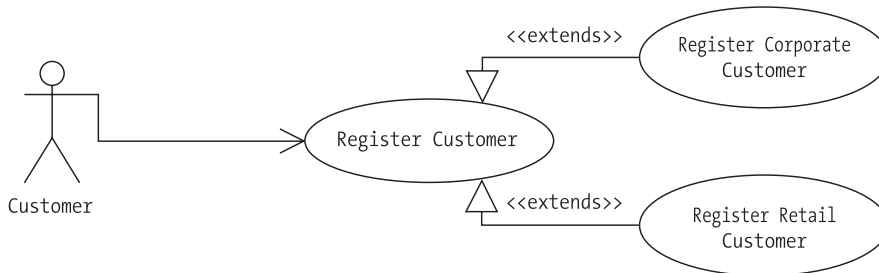 <<extends>>
Register Corporate
Customer
Register Customer
Customer
<<extends>>
Register Retail
Customer